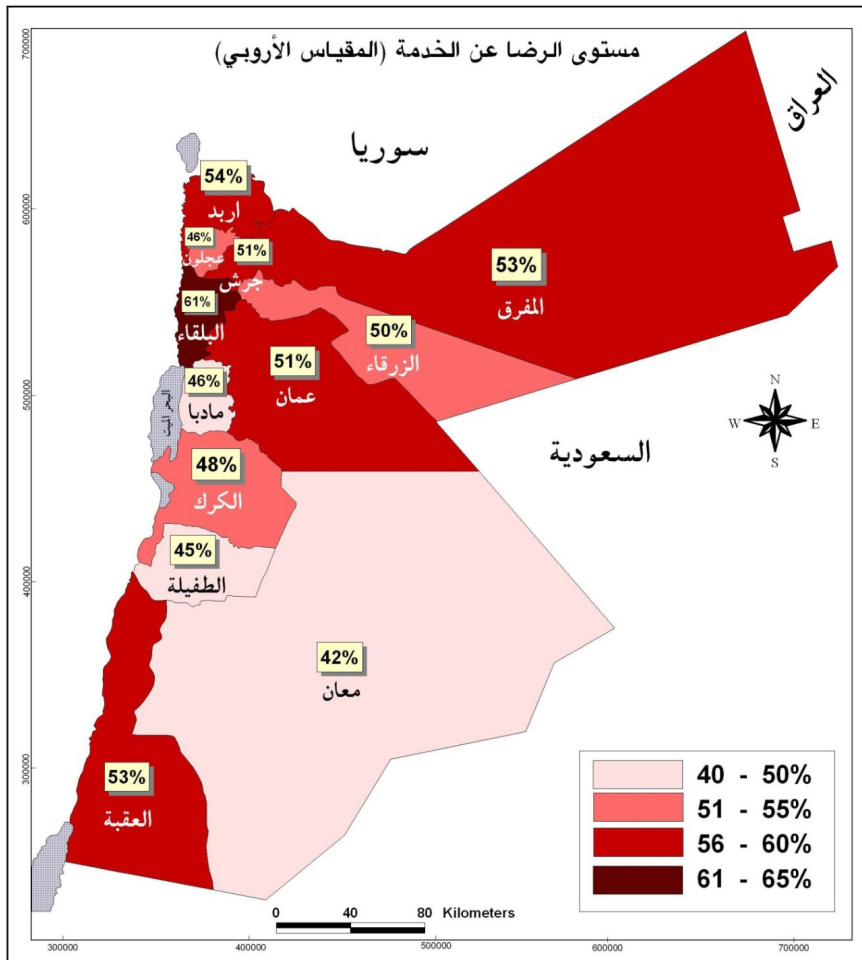 مستوى الرضا عن الخدمة (المقياس الأروبي)
العراق
سوريا
54%
اربد
46%
عجلون
51%
جرش
53%
المفرق
61%
البلقاء
50%
الزرقاء
51%
عمان
46%
مادبا
البحر الميت
48%
الكرك
السعودية
N
W
E
S
45%
الطفيلة
42%
معان
53%
العقبة
40 - 50%
51 - 55%
56 - 60%
61 - 65%
0 40 80 Kilometers
700000
600000
500000
400000
300000
300000 400000 500000 600000 700000